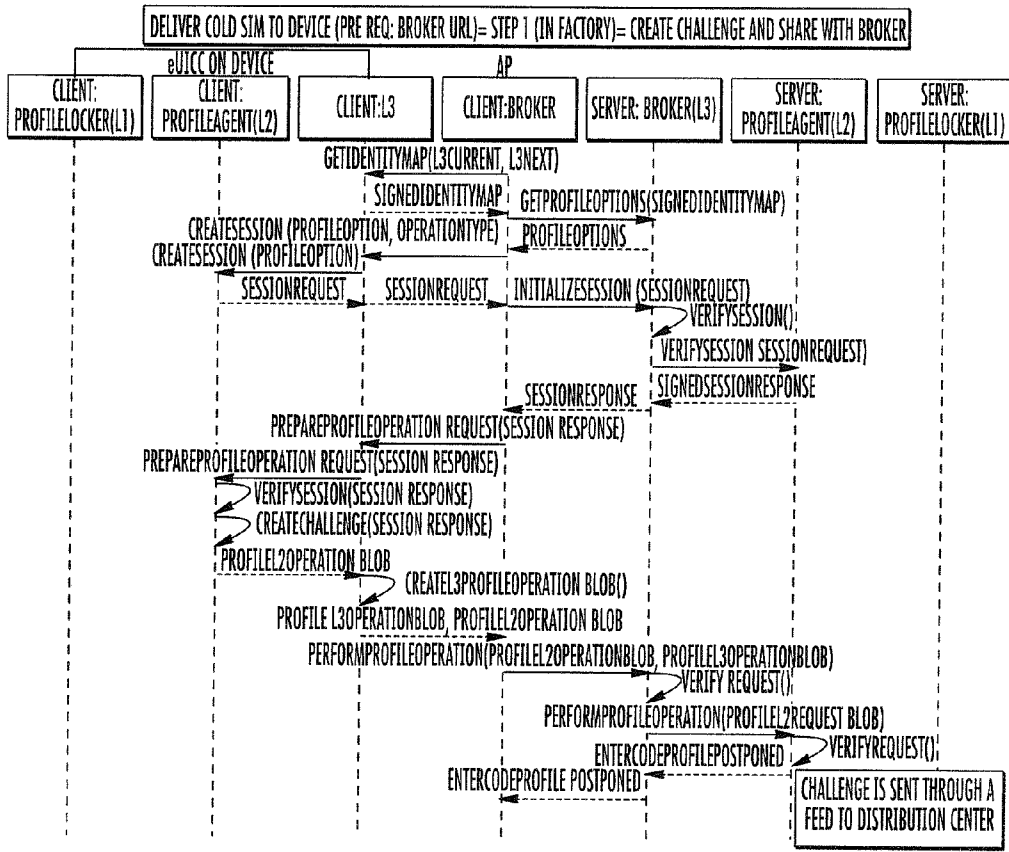 DELIVER COLD SIM TO DEVICE (PRE REQ: BROKER URL)= STEP 1 (IN FACTORY)= CREATE CHALLENGE AND SHARE WITH BROKER
eUICC ON DEVICE
AP
CLIENT:
PROFILELOCKER(L1)
CLIENT:
PROFILEAGENT(L2)
CLIENT:L3
CLIENT:BROKER
SERVER: BROKER(L3)
SERVER:
PROFILEAGENT(L2)
SERVER:
PROFILELOCKER(L1)
GETIDENTITYMAP(L3CURRENT, L3NEXT)
SIGNEDIDENTITYMAP
GETPROFILEOPTIONS(SIGNEDIDENTITYMAP)
CREATESESSION (PROFILEOPTION, OPERATIONTYPE)
PROFILEOPTIONS
CREATESESSION (PROFILEOPTION)
SESSIONREQUEST
SESSIONREQUEST
INITIALIZESESSION (SESSIONREQUEST)
VERIFYSESSION()
VERIFYSESSION SESSIONREQUEST)
SIGNEDSESSIONRESPONSE
SESSIONRESPONSE
PREPAREPROFILEOPERATION REQUEST(SESSION RESPONSE)
PREPAREPROFILEOPERATION REQUEST(SESSION RESPONSE)
VERIFYSESSION(SESSION RESPONSE)
CREATECHALLENGE(SESSION RESPONSE)
PROFILEL2OPERATION BLOB
CREATEL3PROFILEOPERATION BLOB()
PROFILE L3OPERATIONBLOB, PROFILEL2OPERATION BLOB
PERFORMPROFILEOPERATION(PROFILEL2OPERATIONBLOB, PROFILEL3OPERATIONBLOB)
VERIFY REQUEST()
PERFORMPROFILEOPERATION(PROFILEL2REQUEST BLOB)
VERIFYREQUEST()
ENTERCODEPROFILEPOSTPONED
ENTERCODEPROFILE POSTPONED
CHALLENGE IS SENT THROUGH A
FEED TO DISTRIBUTION CENTER